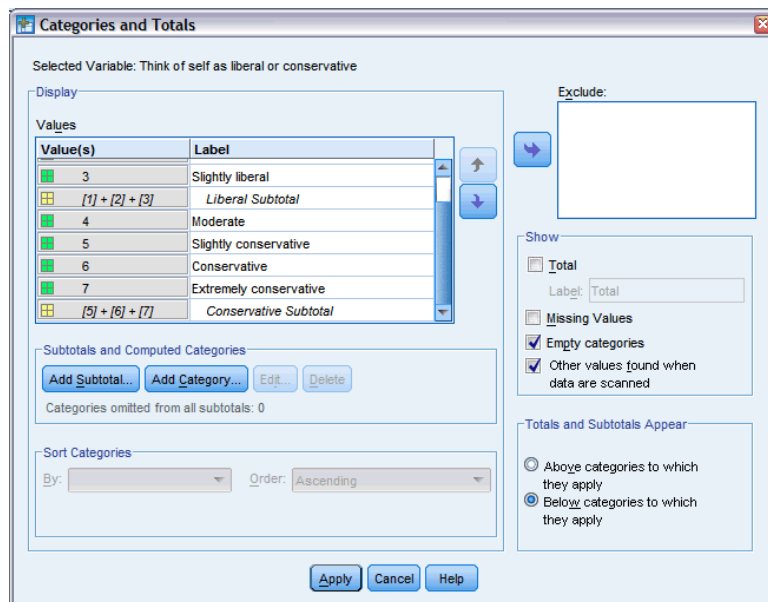 Categories and Totals
Selected Variable: Think of self as liberal or conservative
Display
Values
Value(s) Label
3 Slightly liberal
[1] + [2] + [3] Liberal Subtotal
4 Moderate
5 Slightly conservative
6 Conservative
7 Extremely conservative
[5] + [6] + [7] Conservative Subtotal
Subtotals and Computed Categories
Add Subtotal... Add Category... Edit... Delete
Categories omitted from all subtotals: 0
Sort Categories
By: Order: Ascending
Exclude:
Show
Total
Label: Total
Missing Values
Empty categories
Other values found when
data are scanned
Totals and Subtotals Appear
Above categories to which
they apply
Below categories to which
they apply
Apply Cancel Help